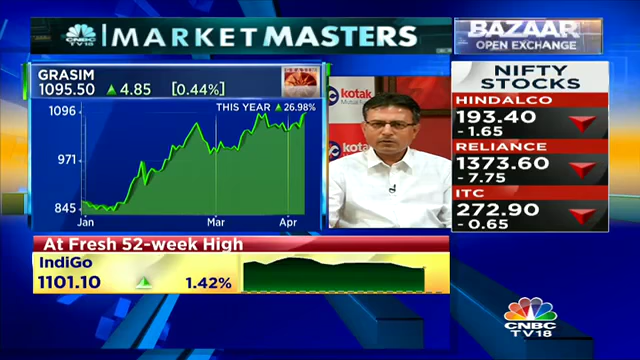 CNBC TV18 MARKET MASTERS
BAZAAR
OPEN EXCHANGE
GRASIM
1095.50 4.85 [0.44%]
THIS YEAR 26.98%
1096
971
845
Jan Mar Apr
kotak
Mutual
kotak
NIFTY
STOCKS
HINDALCO
193.40
-1.65
RELIANCE
1373.60
-7.75
ITC
272.90
-0.65
At Fresh 52-week High
IndiGo
1101.10 1.42%
CNBC
TV18